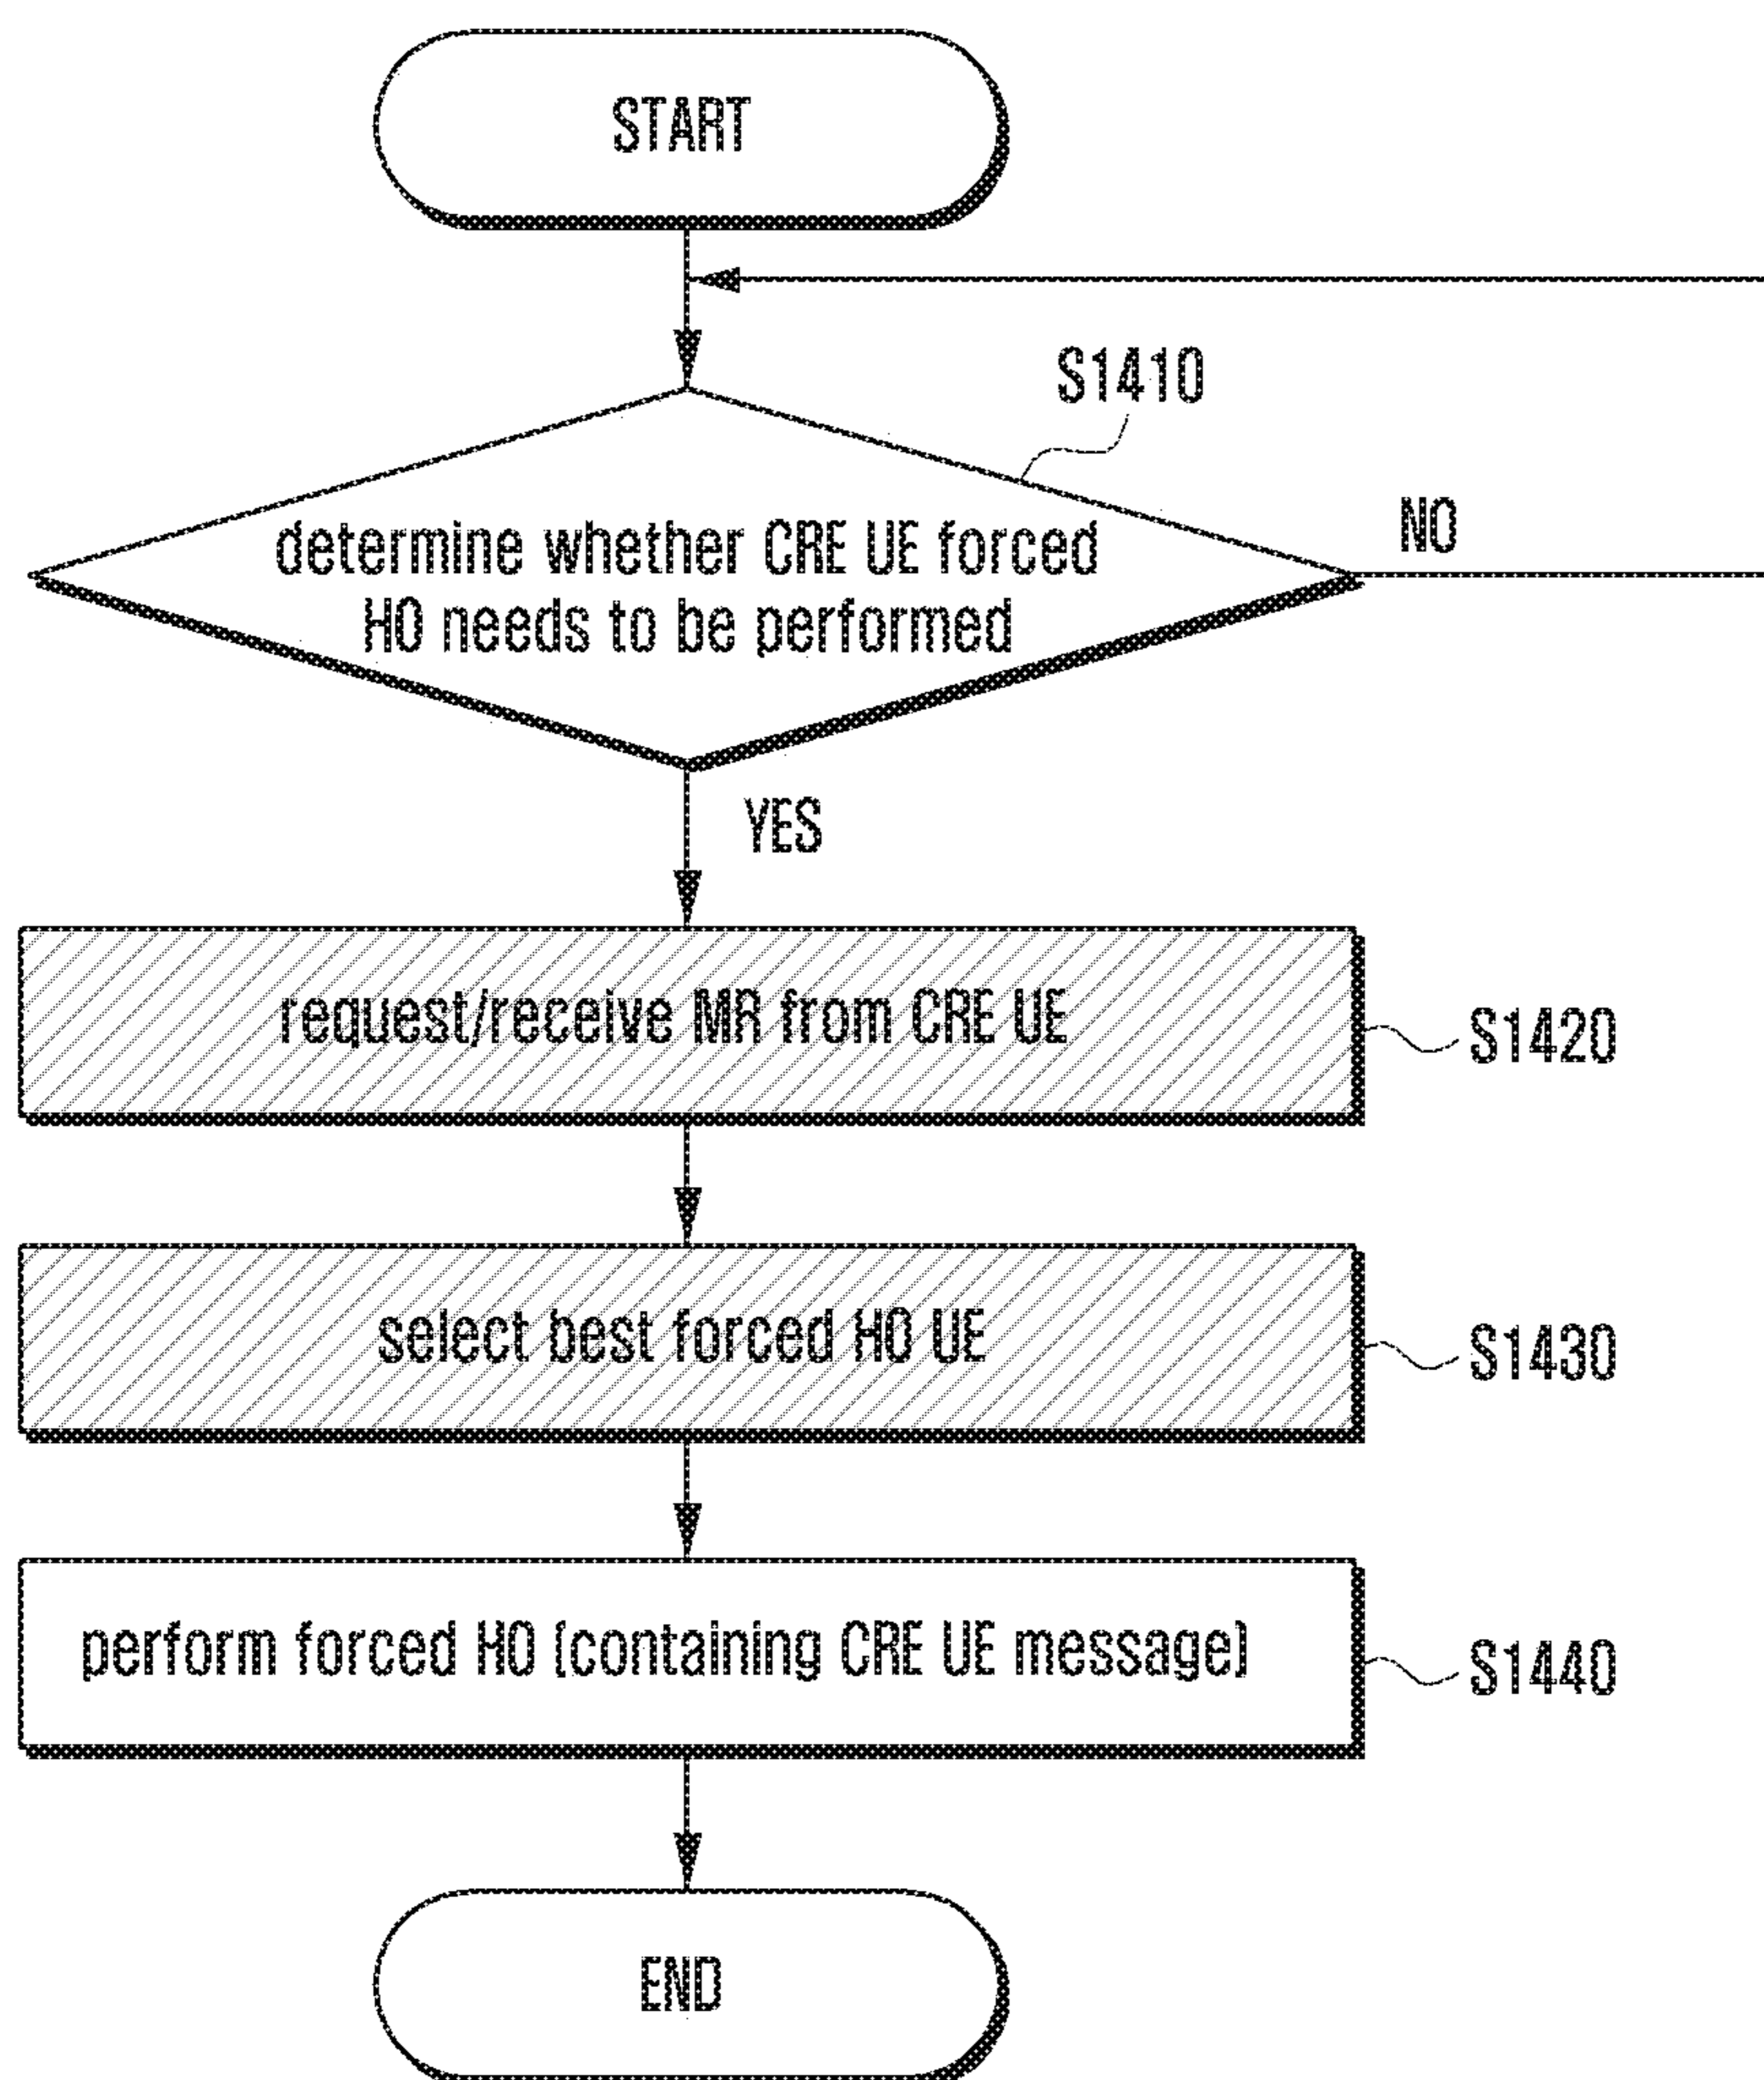 START
S1410
determine whether CRE UE forced
HO needs to be performed
NO
YES
request/receive MR from CRE UE
S1420
select best forced HO UE
S1430
perform forced HO (containing CRE UE message)
S1440
END